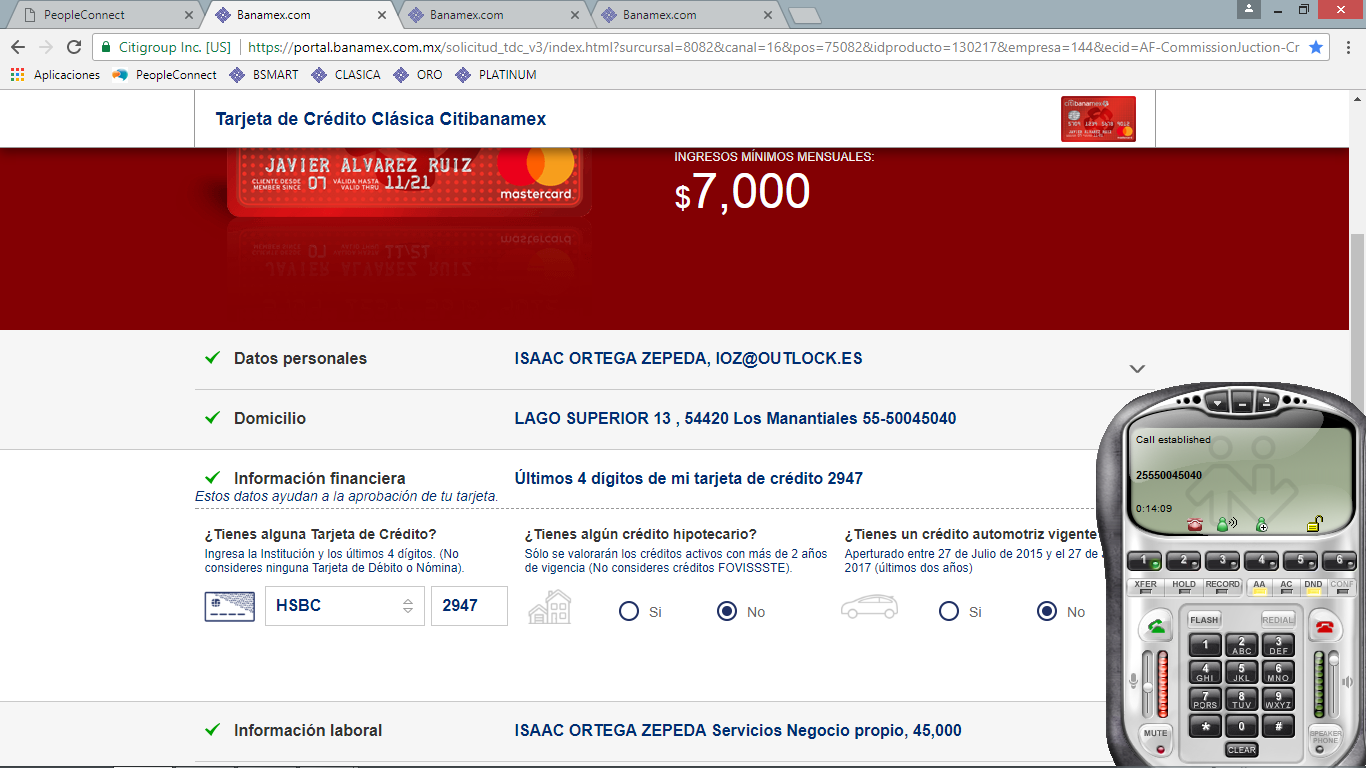 PeopleConnect
Banamex.com
Banamex.com
Banamex.com
Citigroup Inc. [US]
https://portal.banamex.com.mx/solicitud_tdc_v3/index.html?surcursal=8082&canal=16&pos=75082&idproducto=130217&empresa=144&ecid=AF-CommissionJuction-Cr
Aplicaciones PeopleConnect BSMART CLASICA ORO PLATINUM
Tarjeta de Crédito Clásica Citibanamex
citibanamex
JAVIER ALVAREZ RUIZ
CLIENTE DESDE
MEMBER SINCE
07
VÁLIDA HASTA
VALID THRU
11/21
mastercard
INGRESOS MÍNIMOS MENSUALES:
$7,000
Datos personales
ISAAC ORTEGA ZEPEDA, IOZ@OUTLOCK.ES
Domicilio
LAGO SUPERIOR 13 , 54420 Los Manantiales 55-50045040
Información financiera
Últimos 4 dígitos de mi tarjeta de crédito 2947
Estos datos ayudan a la aprobación de tu tarjeta.
¿Tienes alguna Tarjeta de Crédito?
Ingresa la Institución y los últimos 4 dígitos. (No
consideres ninguna Tarjeta de Débito o Nómina).
HSBC
2947
¿Tienes algún crédito hipotecario?
Sólo se valorarán los créditos activos con más de 2 años
de vigencia (No consideres créditos FOVISSSTE).
Si
No
¿Tienes un crédito automotriz vigente
Aperturado entre 27 de Julio de 2015 y el 27 de
2017 (últimos dos años)
Si
No
Información laboral
ISAAC ORTEGA ZEPEDA Servicios Negocio propio, 45,000
Call established
25550045040
0:14:09
1 2 3 4 5 6
XFER HOLD RECORD AA AC DND CONF
FLASH
REDIAL
1
2 ABC
3 DEF
4 GHI
5 JKL
6 MNO
7 PQRS
8 TUV
9 WXYZ
*
0
#
MUTE
CLEAR
SPEAKER
PHONE